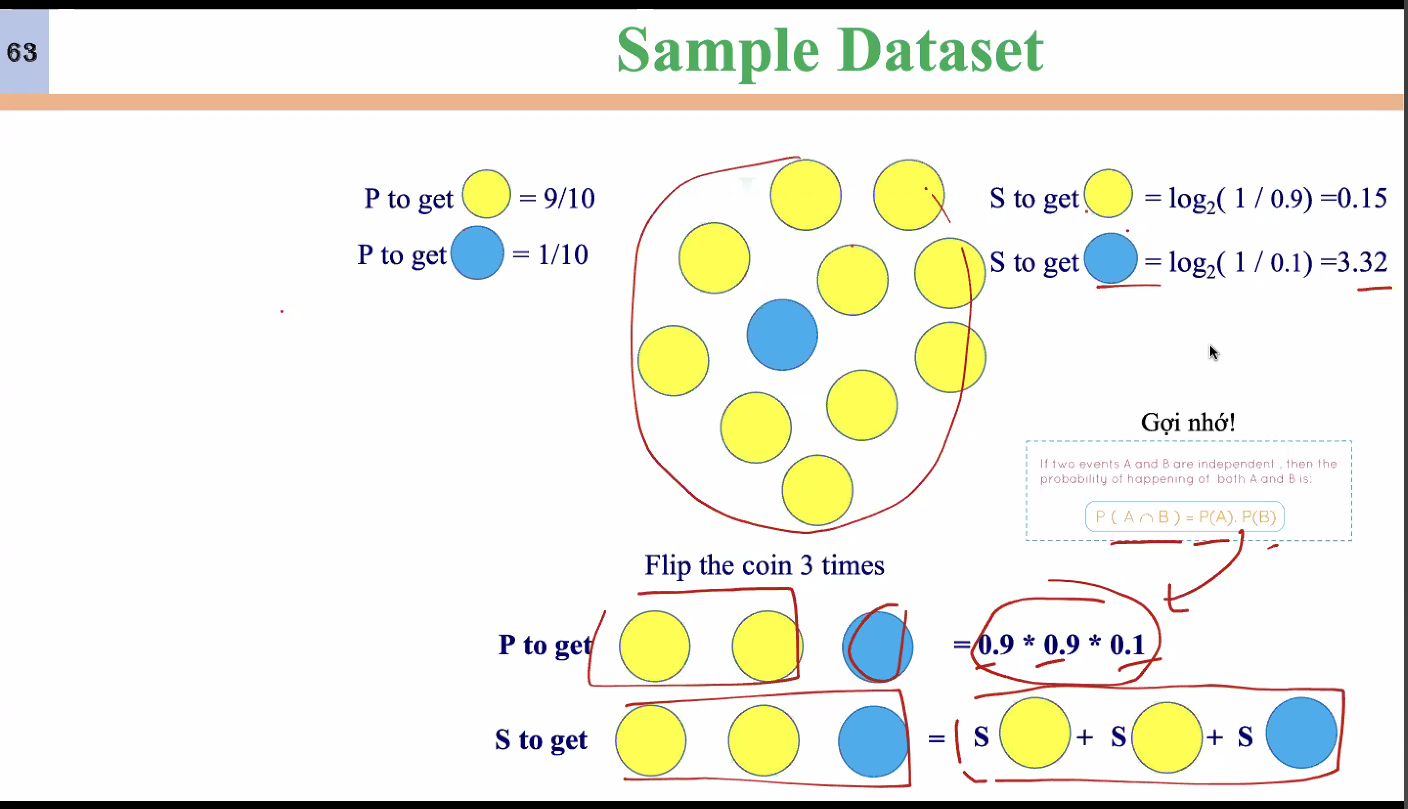 63
Sample Dataset
P to get = 9/10
P to get = 1/10
S to get = log₂( 1 / 0.9) =0.15
S to get = log₂( 1 / 0.1) =3.32
Gợi nhớ!
If two events A and B are independent , then the
probability of happening of both A and B is:
P ( A ∩ B ) = P(A). P(B)
Flip the coin 3 times
P to get = 0.9 * 0.9 * 0.1
S to get = S + S + S